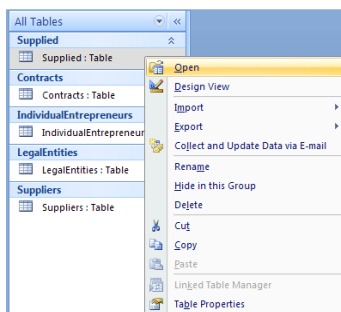 All Tables
Supplied
Supplied : Table
Contracts
Contracts : Table
IndividualEntrepreneurs
IndividualEntrepreneur
LegalEntities
LegalEntities : Table
Suppliers
Suppliers : Table
Open
Design View
Import
Export
Collect and Update Data via E-mail
Rename
Hide in this Group
Delete
Cut
Copy
Paste
Linked Table Manager
Table Properties